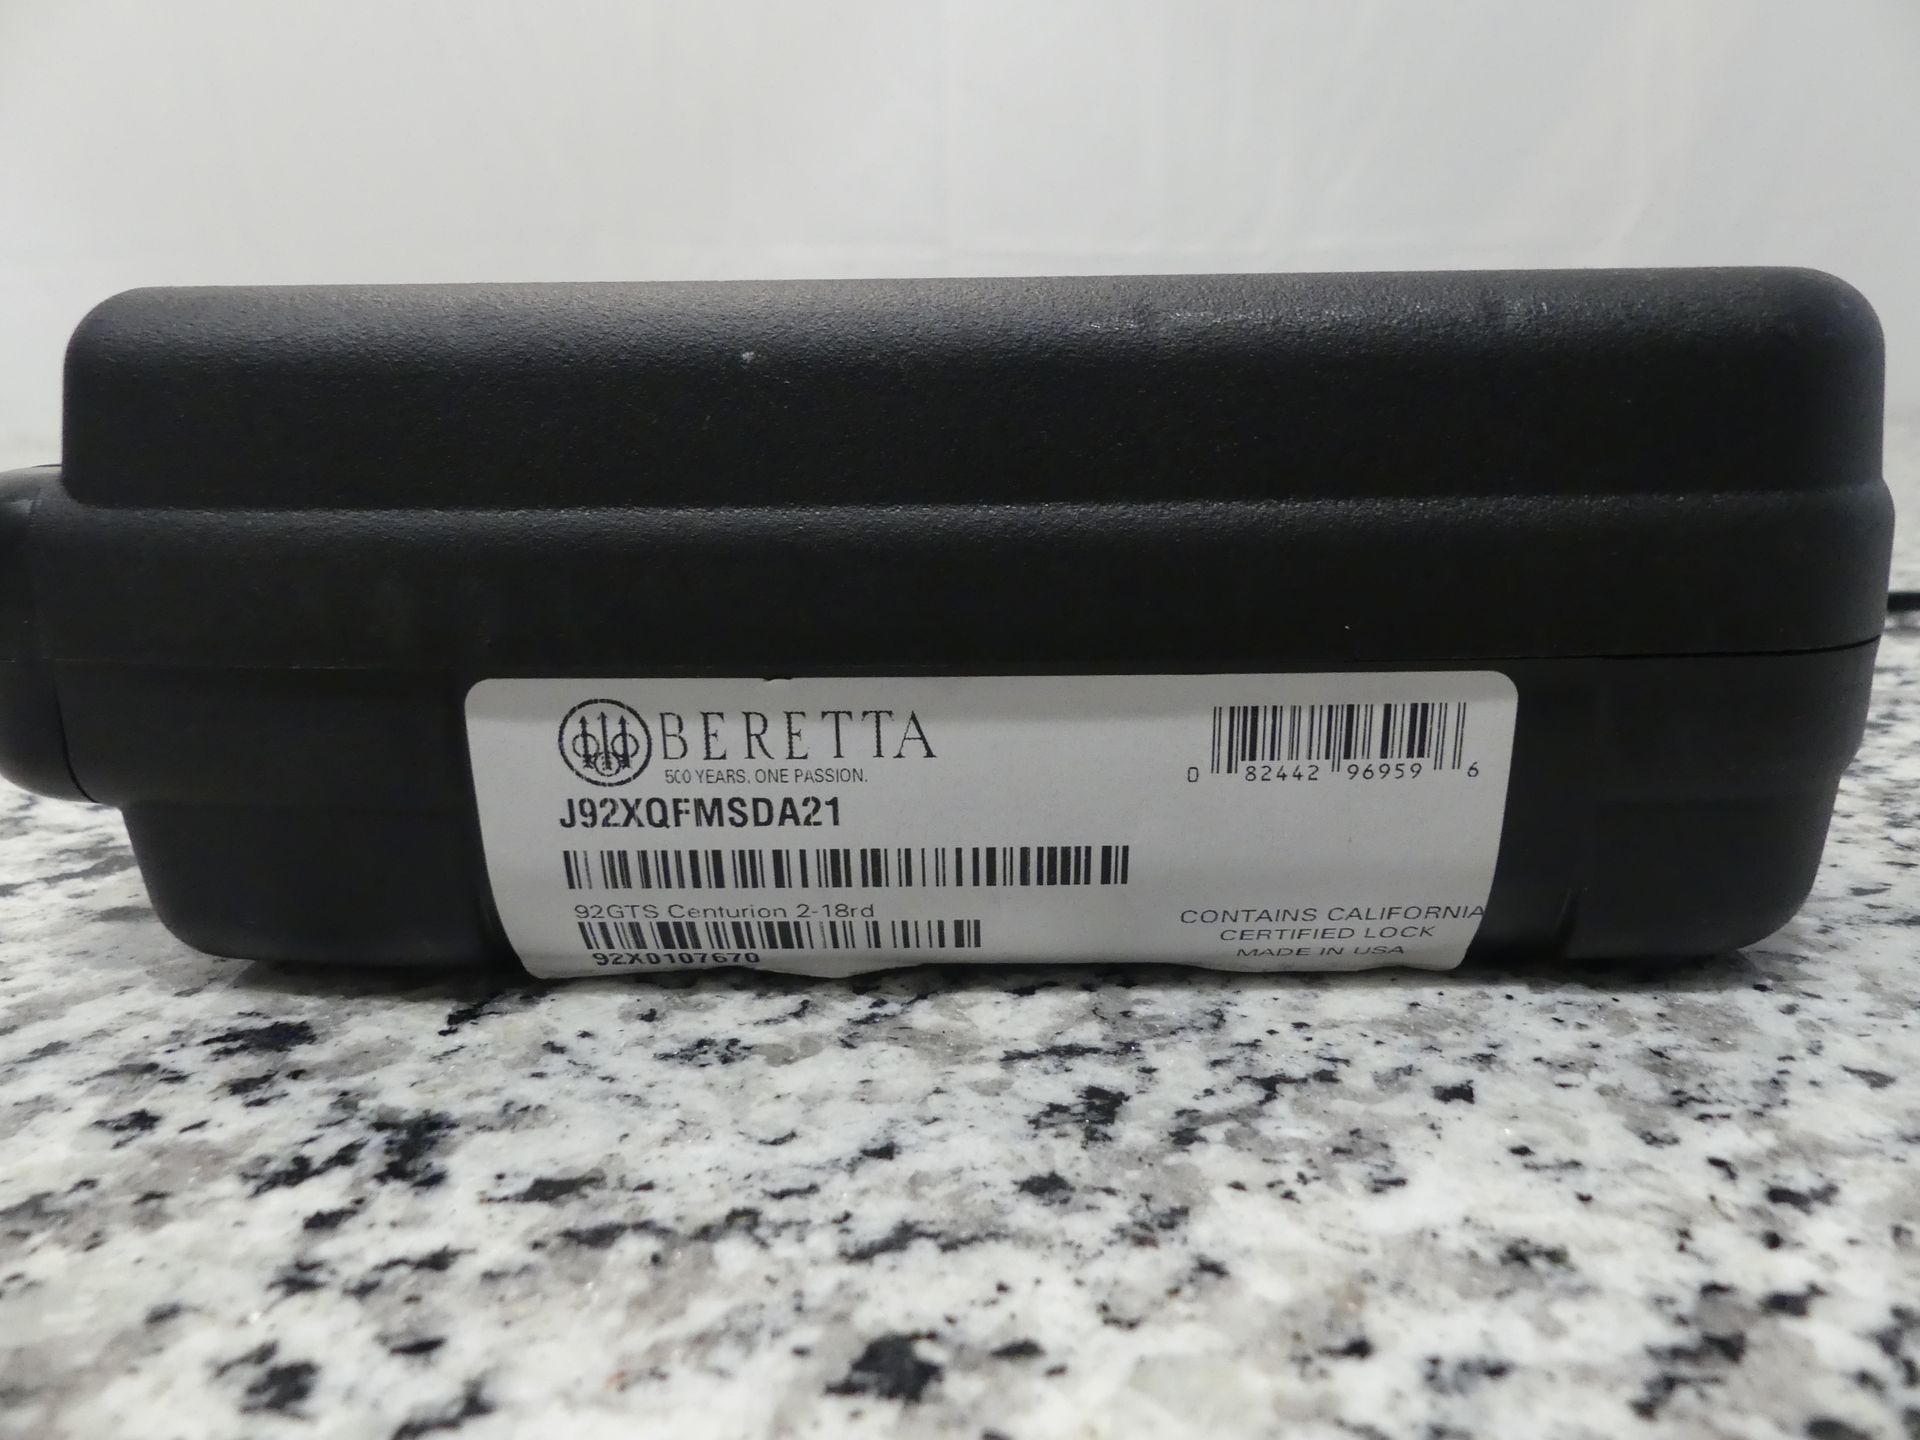 BERETTA
500 YEARS. ONE PASSION.
J92XQFMSDA21
92GTS Centurion 2-18rd
92X0107670
0 82442 96959 6
CONTAINS CALIFORNIA
CERTIFIED LOCK
MADE IN USA